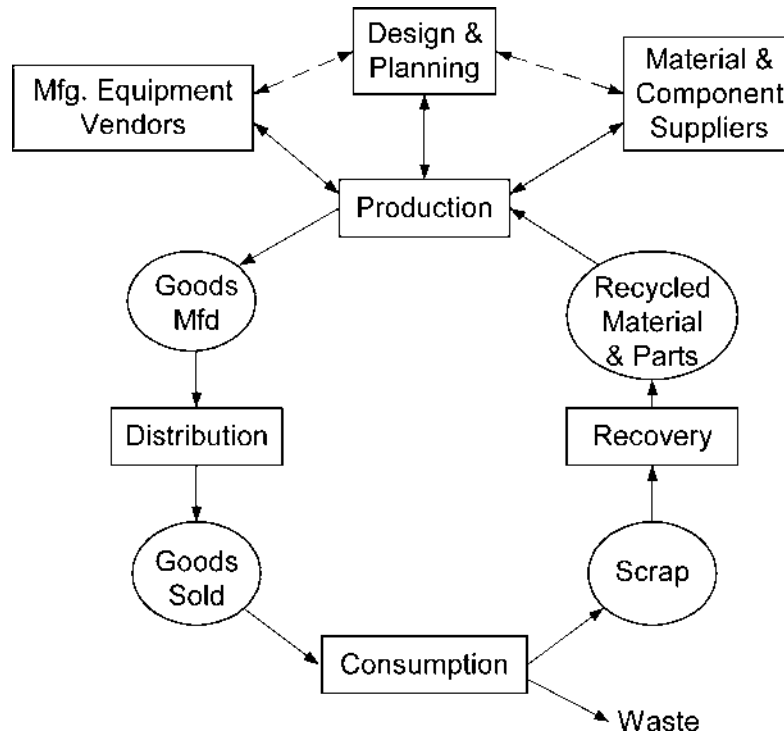 Design &
Planning
Mfg. Equipment
Vendors
Material &
Component
Suppliers
Production
Goods
Mfd
Recycled
Material
& Parts
Distribution
Recovery
Goods
Sold
Scrap
Consumption
Waste